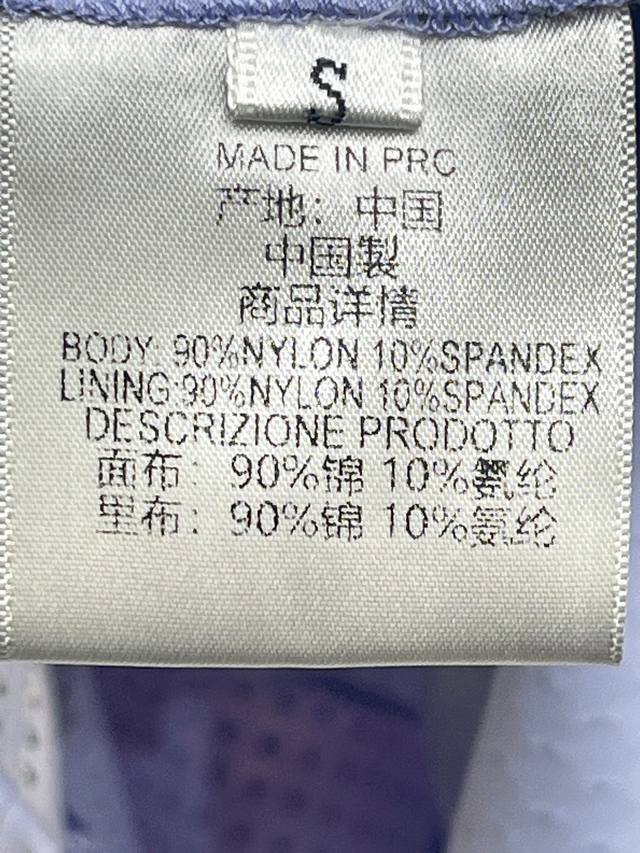 S
MADE IN PRC
产地: 中国
中国製
商品详情
BODY: 90%NYLON 10%SPANDEX
LINING:90%NYLON 10%SPANDEX
DESCRIZIONE PRODOTTO
面布: 90%锦 10%氨纶
里布: 90%锦 10%氨纶